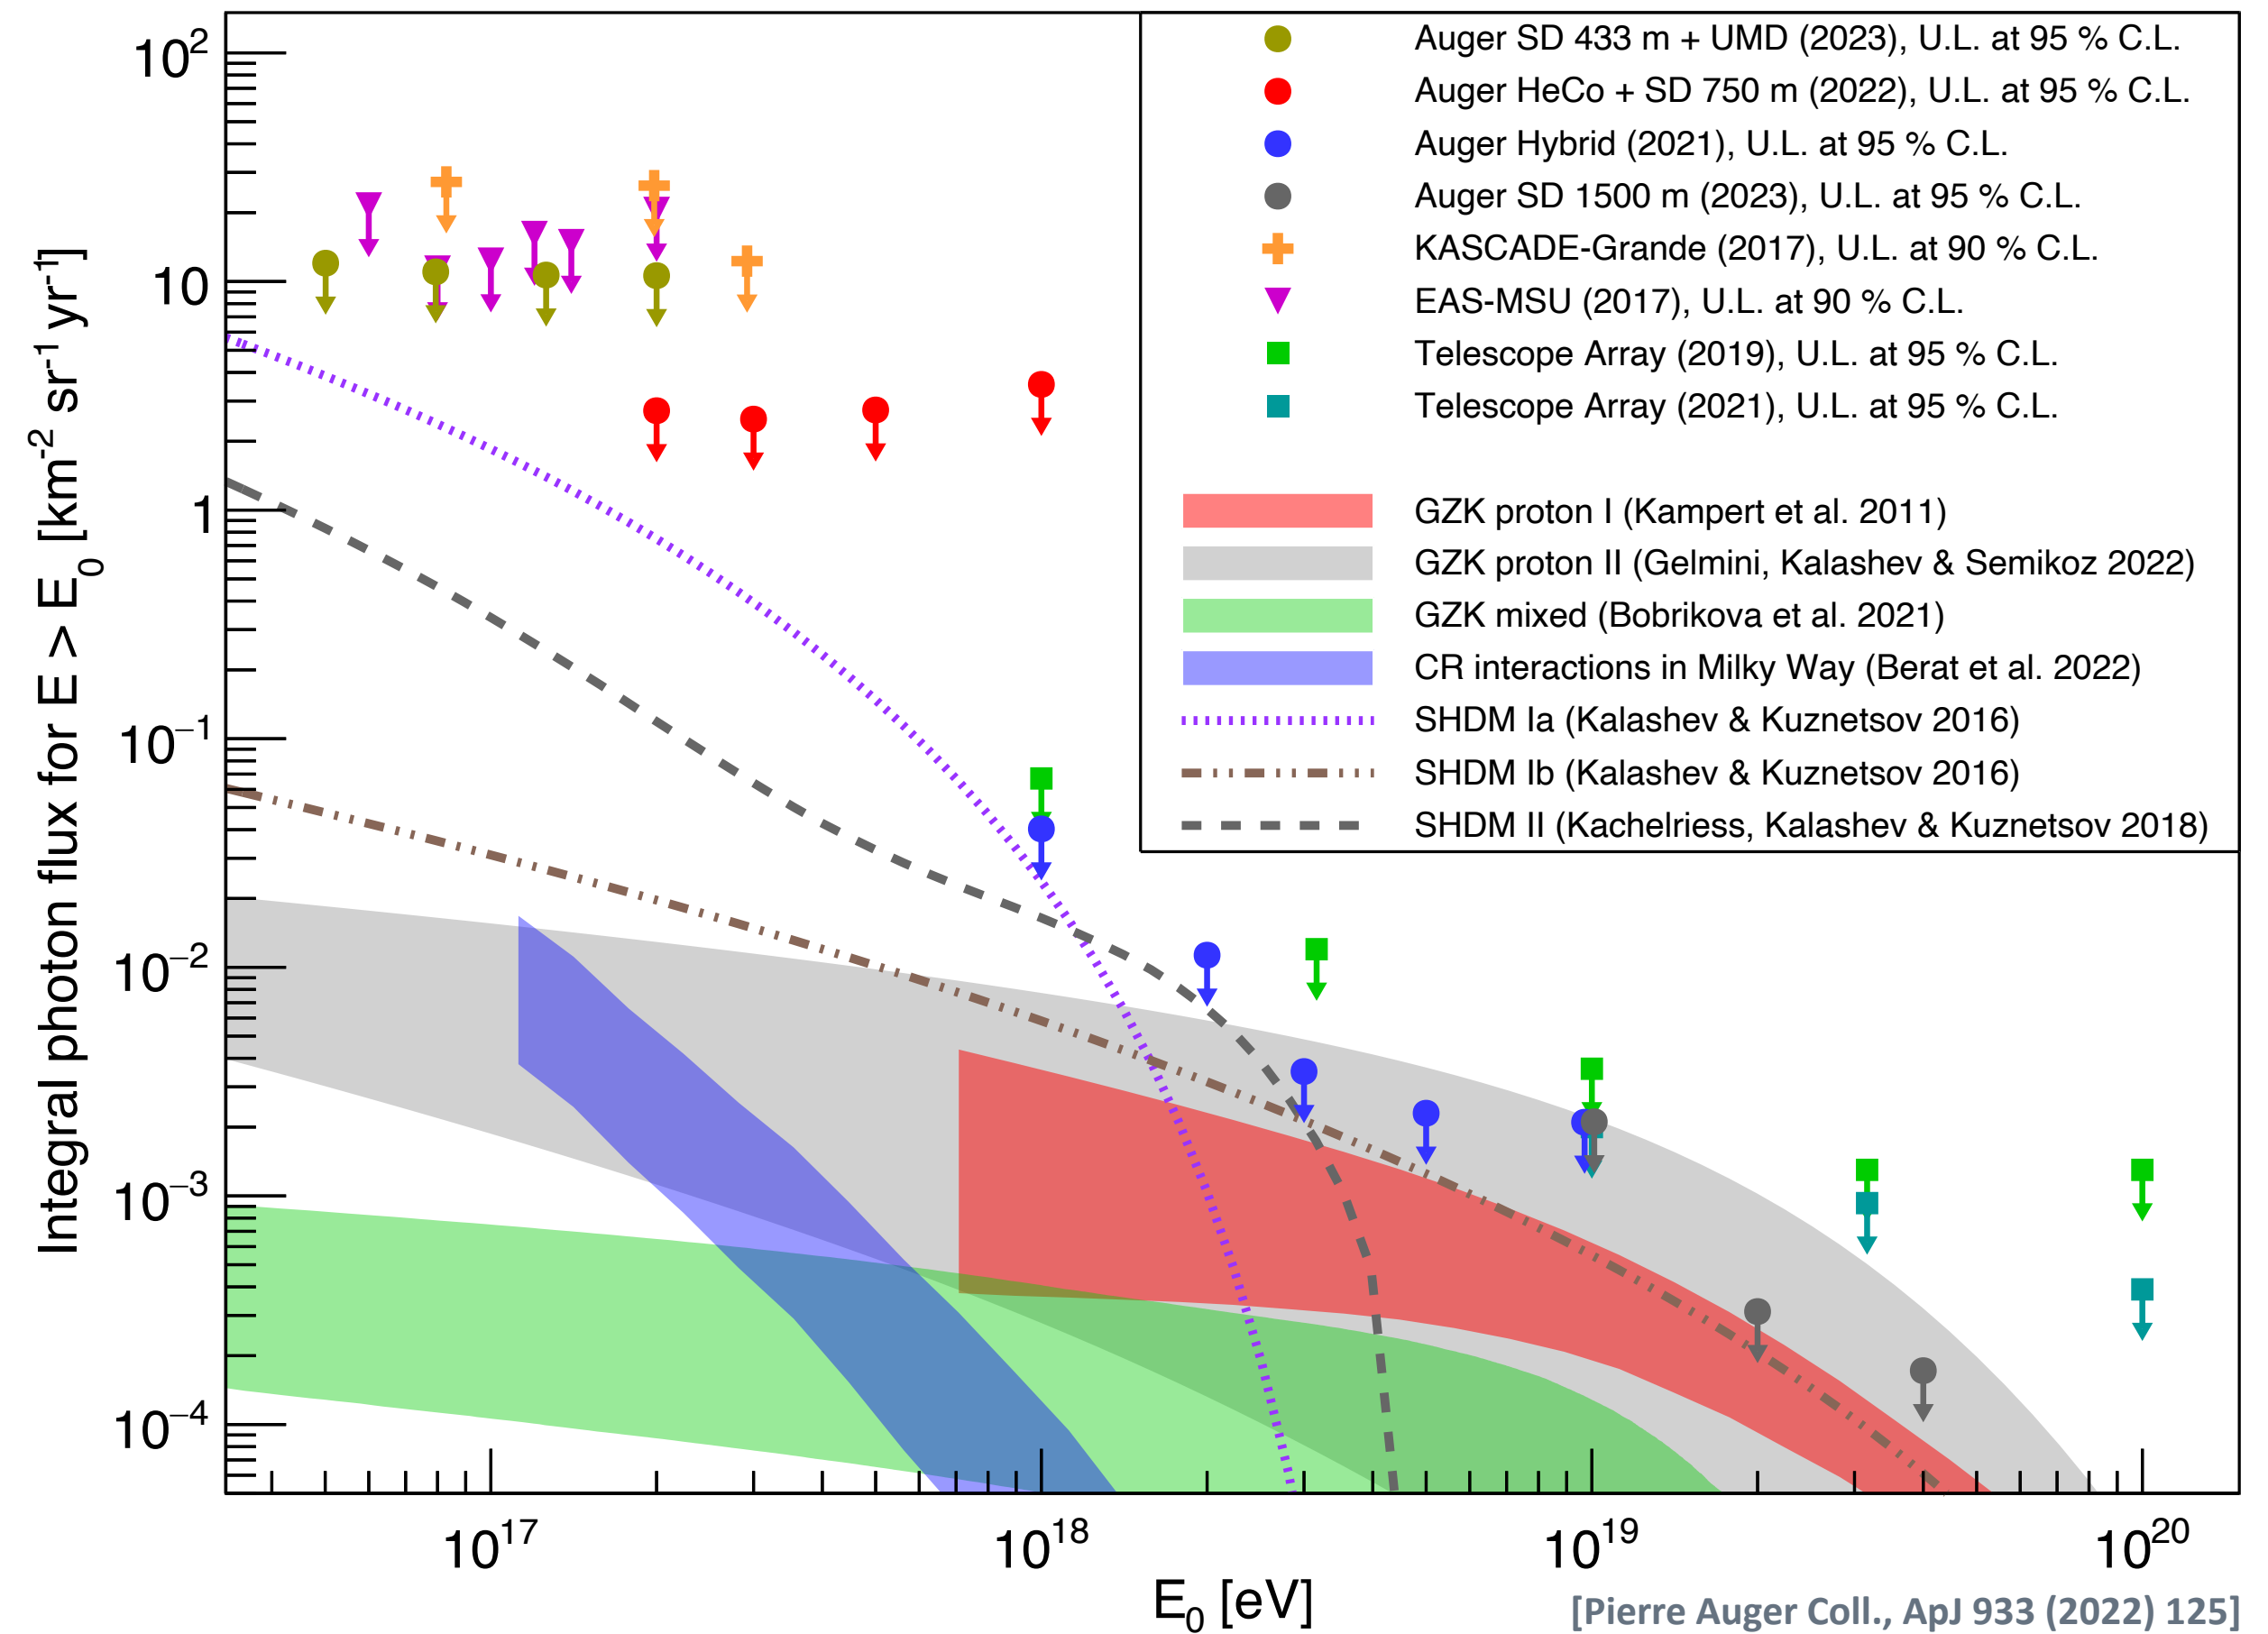 Auger SD 433 m + UMD (2023), U.L. at 95 % C.L.
Auger HeCo + SD 750 m (2022), U.L. at 95 % C.L.
Auger Hybrid (2021), U.L. at 95 % C.L.
Auger SD 1500 m (2023), U.L. at 95 % C.L.
KASCADE-Grande (2017), U.L. at 90 % C.L.
EAS-MSU (2017), U.L. at 90 % C.L.
Telescope Array (2019), U.L. at 95 % C.L.
Telescope Array (2021), U.L. at 95 % C.L.
GZK proton I (Kampert et al. 2011)
GZK proton II (Gelmini, Kalashev & Semikoz 2022)
GZK mixed (Bobrikova et al. 2021)
CR interactions in Milky Way (Berat et al. 2022)
SHDM Ia (Kalashev & Kuznetsov 2016)
SHDM Ib (Kalashev & Kuznetsov 2016)
SHDM II (Kachelriess, Kalashev & Kuznetsov 2018)
Integral photon flux for E > E₀ [km⁻² sr⁻¹ yr⁻¹]
10²
10
1
10⁻¹
10⁻²
10⁻³
10⁻⁴
10¹⁷ 10¹⁸ 10¹⁹ 10²⁰
E₀ [eV]
[Pierre Auger Coll., ApJ 933 (2022) 125]